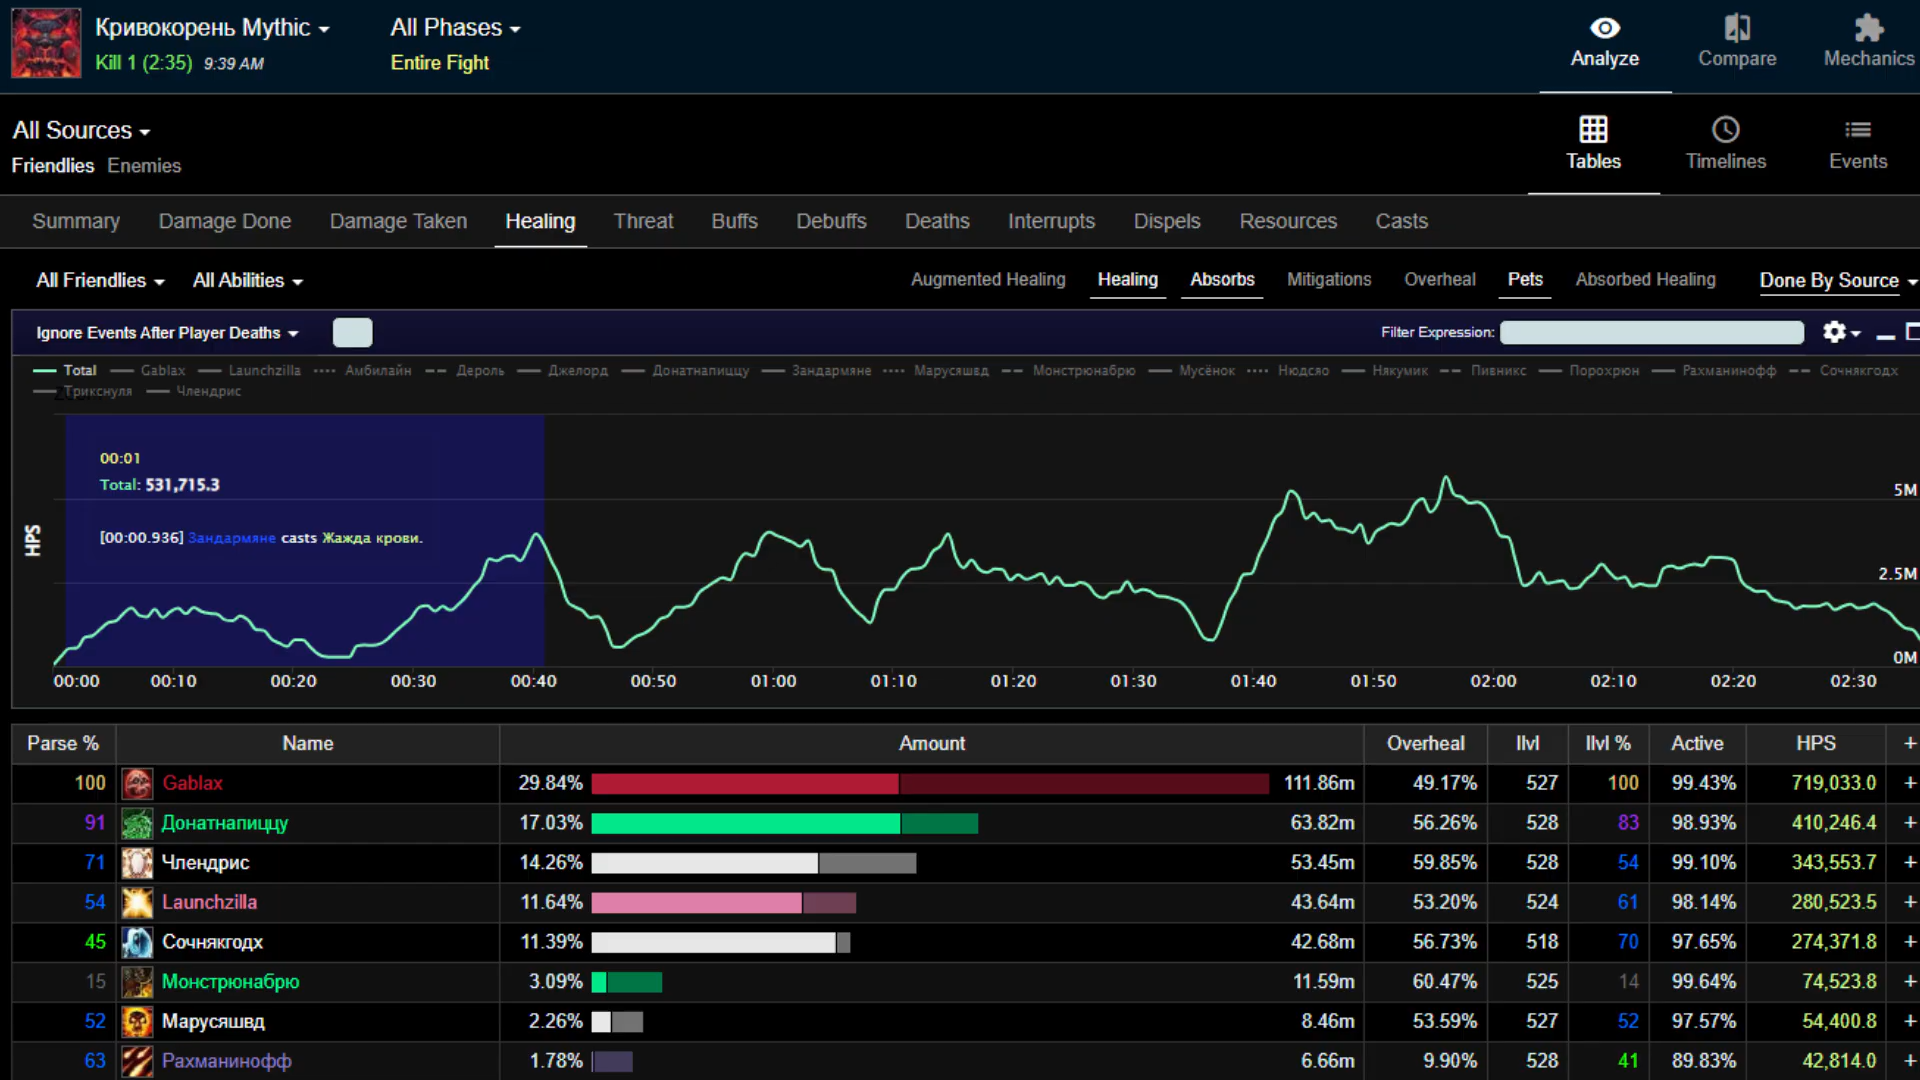 Кривокорень Mythic
All Phases
Kill 1 (2:35) 9:39 AM
Entire Fight
Analyze
Compare
Mechanics
All Sources
Friendlies Enemies
Tables
Timelines
Events
Summary Damage Done Damage Taken Healing Threat Buffs Debuffs Deaths Interrupts Dispels Resources Casts
All Friendlies All Abilities Augmented Healing Healing Absorbs Mitigations Overheal Pets Absorbed Healing Done By Source
Ignore Events After Player Deaths Filter Expression:
Total Gablax Launchzilla Амбилайн Дероль Джелорд Донатнапиццу Зандармяне Марусяшвд Монстрюнабрю Мусёнок Нюдсяо Някумик Пивникс Порохрюн Рахманинофф Сочнякгодх
Трикснуля Члендрис
00:01
Total: 531,715.3
[00:00.936] Зандармяне casts Жажда крови.
HPS
5M
2.5M
0M
00:00 00:10 00:20 00:30 00:40 00:50 01:00 01:10 01:20 01:30 01:40 01:50 02:00 02:10 02:20 02:30
Parse % Name Amount Overheal Ilvl Ilvl % Active HPS +
100 Gablax 29.84% 111.86m 49.17% 527 100 99.43% 719,033.0 +
91 Донатнапиццу 17.03% 63.82m 56.26% 528 83 98.93% 410,246.4 +
71 Члендрис 14.26% 53.45m 59.85% 528 54 99.10% 343,553.7 +
54 Launchzilla 11.64% 43.64m 53.20% 524 61 98.14% 280,523.5 +
45 Сочнякгодх 11.39% 42.68m 56.73% 518 70 97.65% 274,371.8 +
15 Монстрюнабрю 3.09% 11.59m 60.47% 525 14 99.64% 74,523.8 +
52 Марусяшвд 2.26% 8.46m 53.59% 527 52 97.57% 54,400.8 +
63 Рахманинофф 1.78% 6.66m 9.90% 528 41 89.83% 42,814.0 +